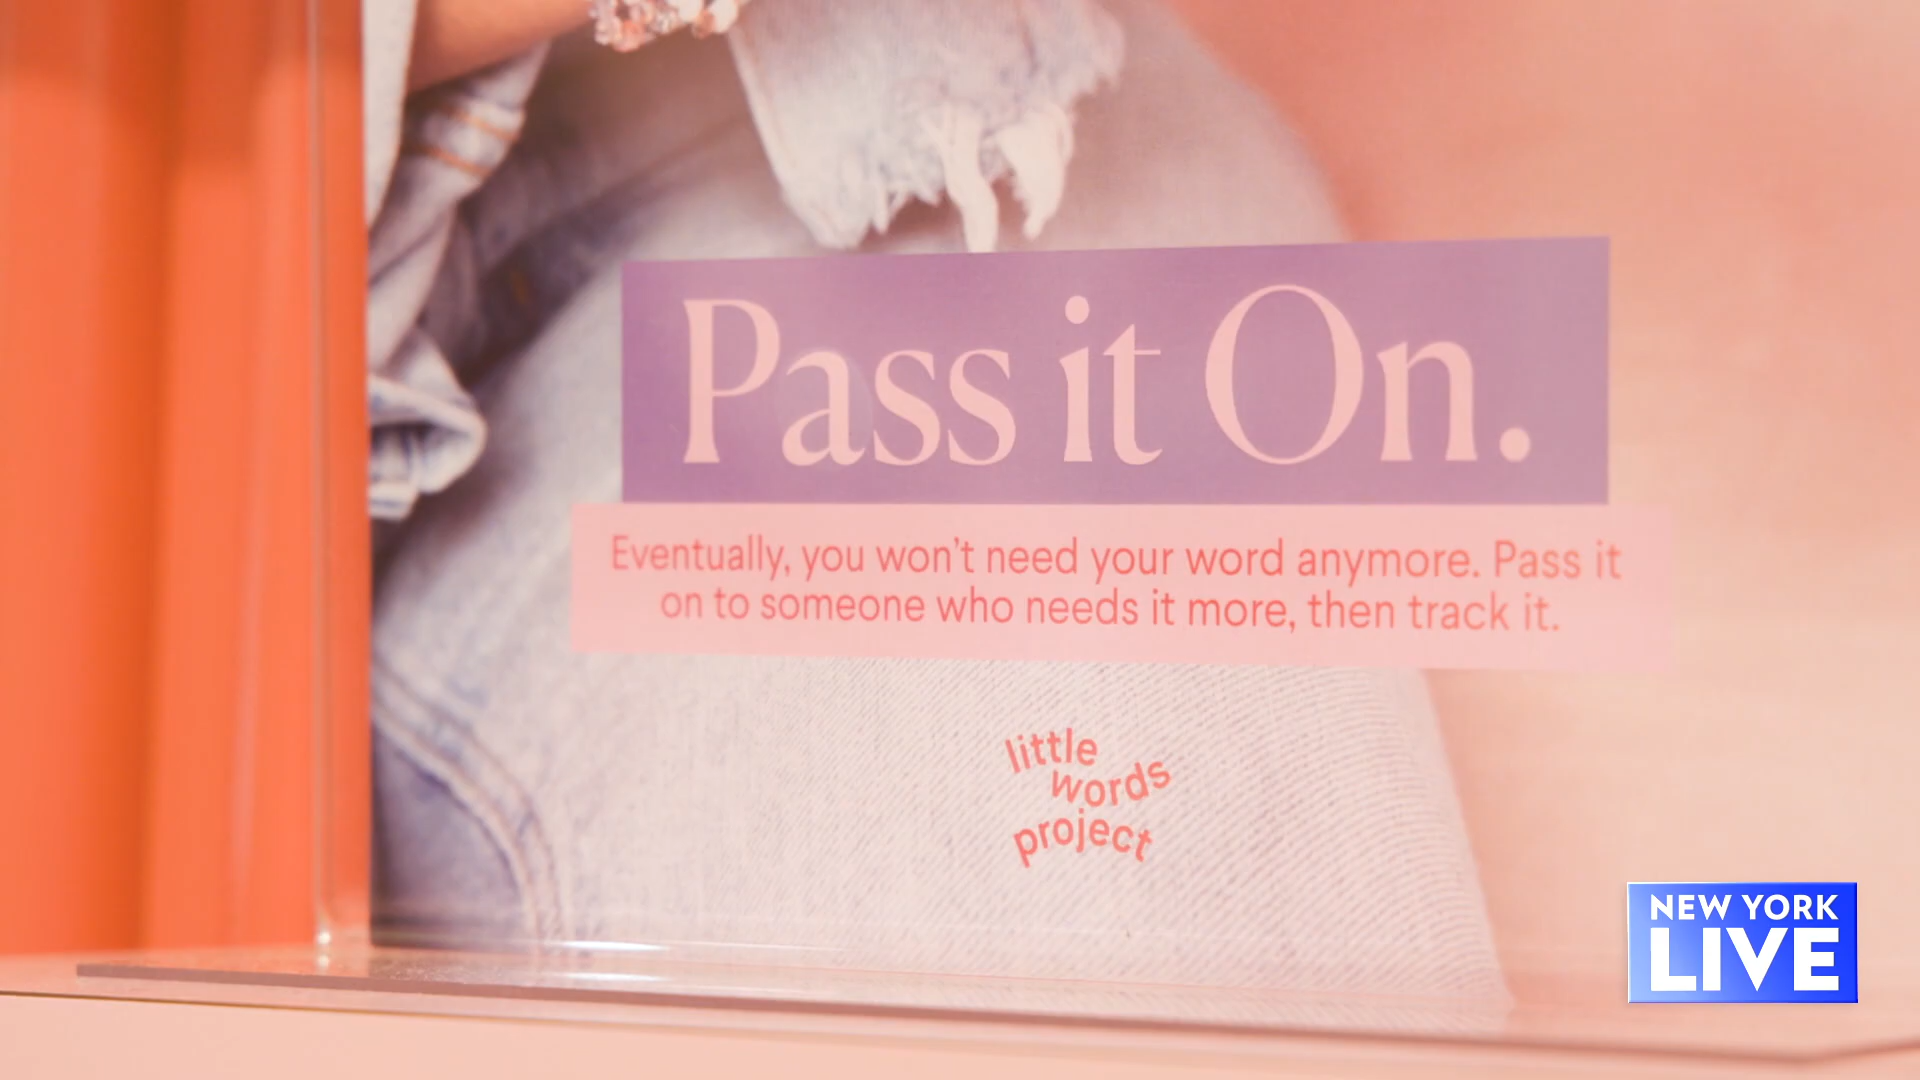 Pass it On.
Eventually, you won't need your word anymore. Pass it
on to someone who needs it more, then track it.
little
words
project
NEW YORK
LIVE